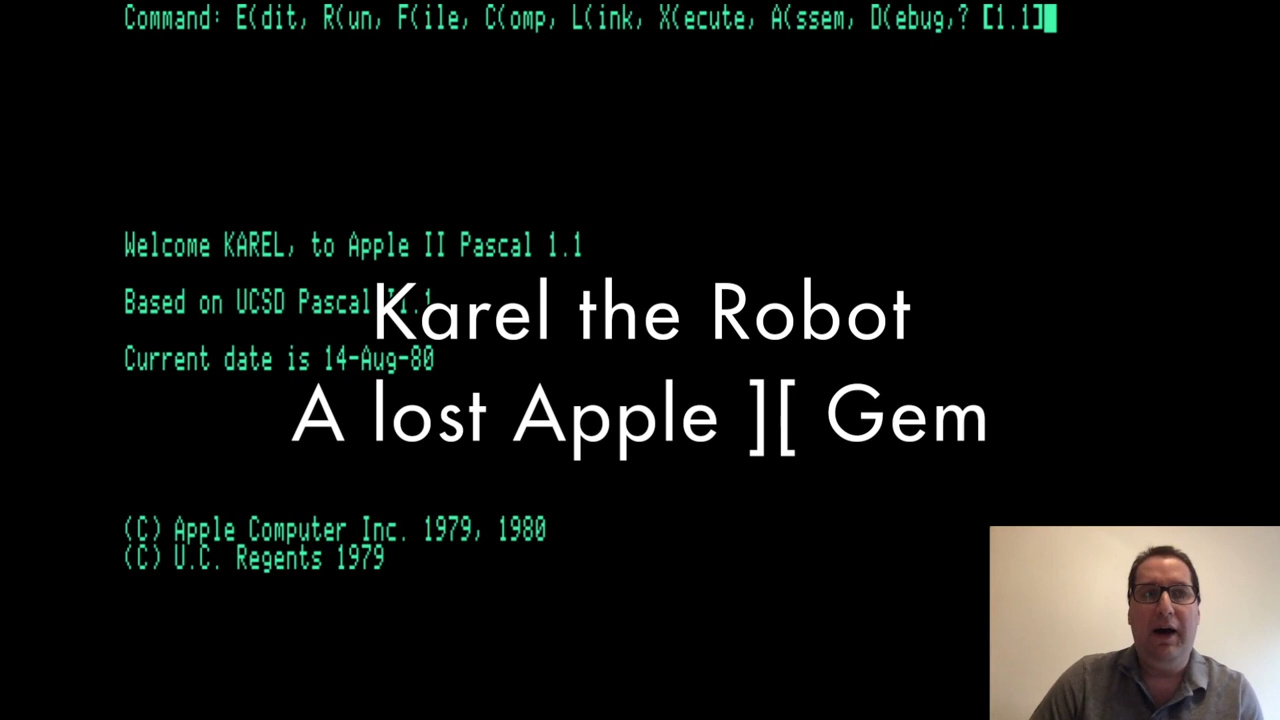 Command: E(dit, R(un, F(ile, C(omp, L(ink, X(ecute, A(ssem, D(ebug,? [1.1]
Welcome KAREL, to Apple II Pascal 1.1
Based on UCSD Pascal II.1
Karel the Robot
Current date is 14-Aug-80
A lost Apple ][ Gem
(C) Apple Computer Inc. 1979, 1980
(C) U.C. Regents 1979